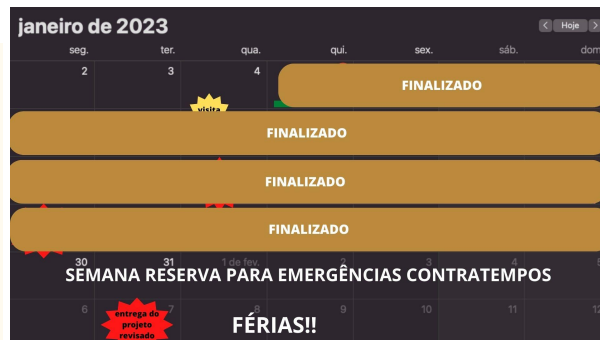 janeiro de 2023
Hoje
seg. ter. qua. qui. sex. sáb. dom
2 3 4
FINALIZADO
visita
FINALIZADO
FINALIZADO
FINALIZADO
30 31 1 de fev. 2 3 4 5
SEMANA RESERVA PARA EMERGÊNCIAS CONTRATEMPOS
6 7 8 9 10 11 12
entrega do
projeto
revisado
FÉRIAS!!